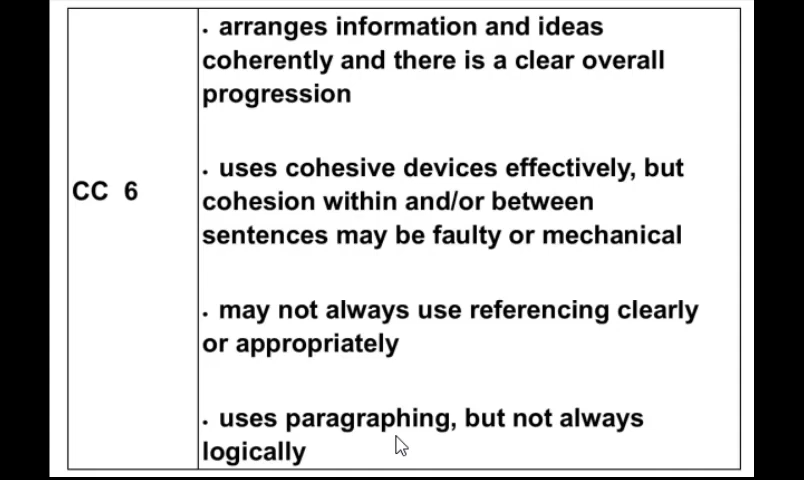 • arranges information and ideas
coherently and there is a clear overall
progression
CC 6
• uses cohesive devices effectively, but
cohesion within and/or between
sentences may be faulty or mechanical
• may not always use referencing clearly
or appropriately
• uses paragraphing, but not always
logically